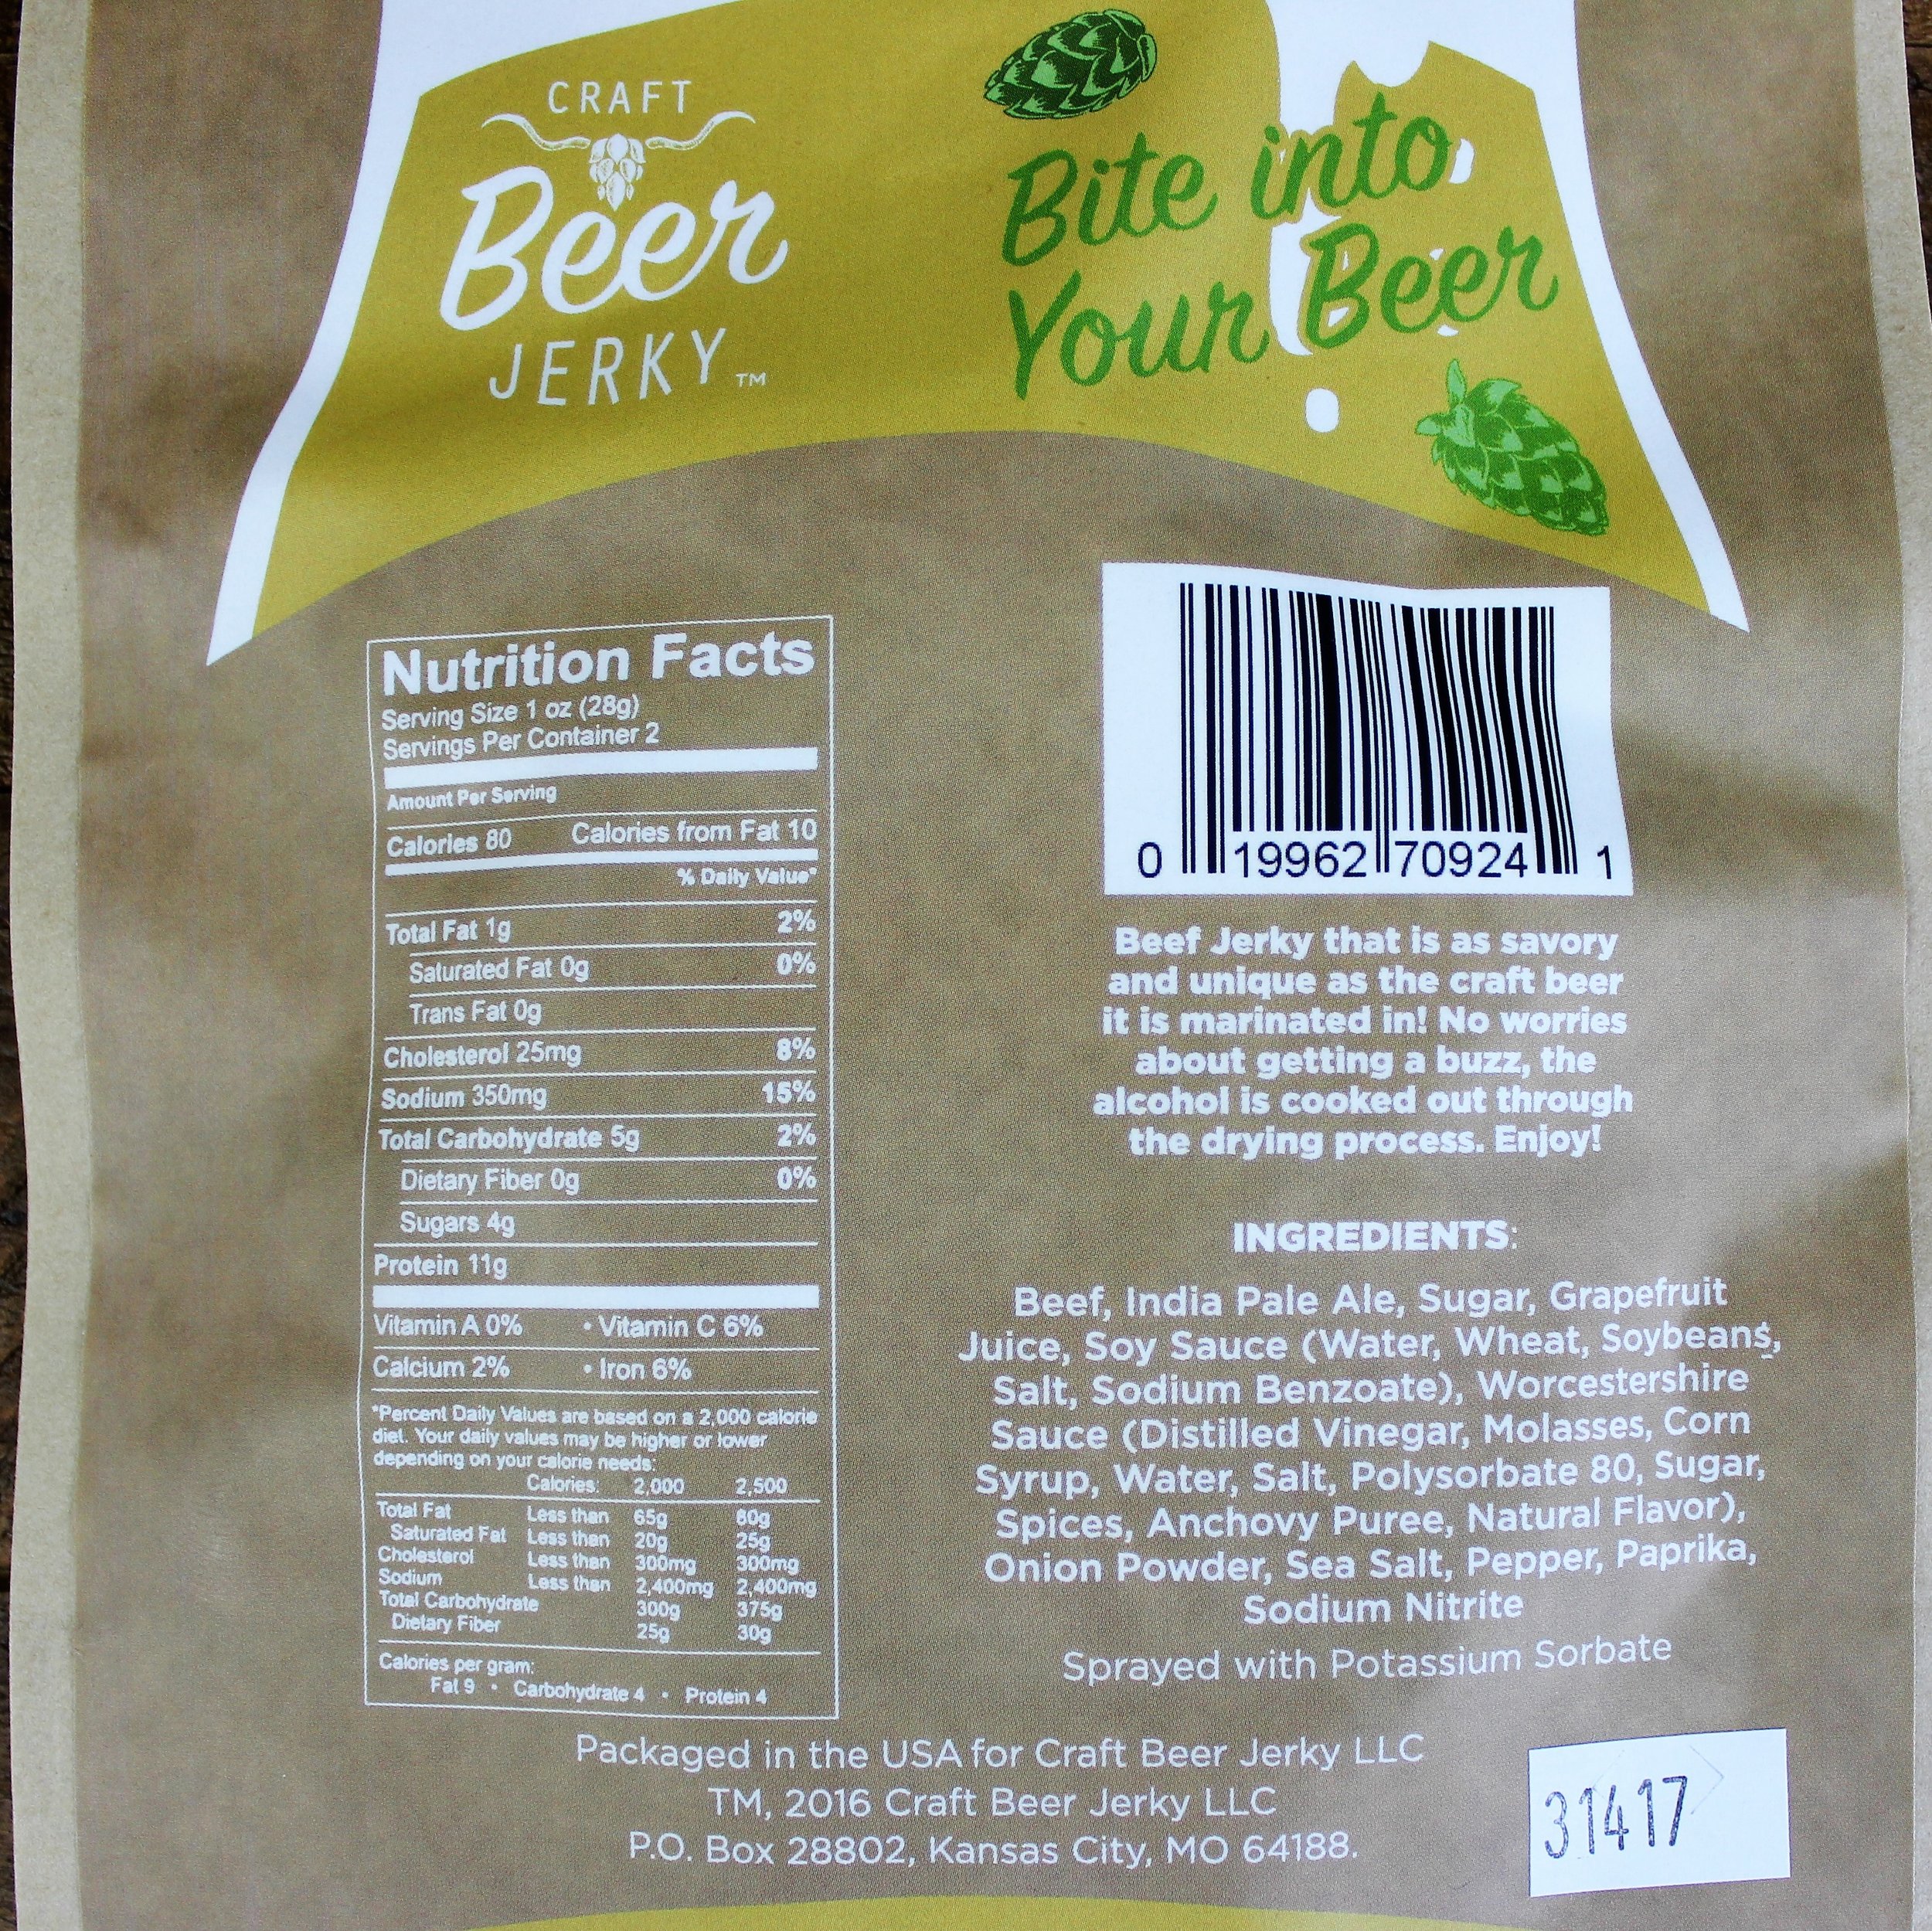 CRAFT
Beer
JERKY™
Bite into
Your Beer
Nutrition Facts
Serving Size 1 oz (28g)
Servings Per Container 2
Amount Per Serving
Calories 80 Calories from Fat 10
% Daily Value*
Total Fat 1g 2%
Saturated Fat 0g 0%
Trans Fat 0g
Cholesterol 25mg 8%
Sodium 350mg 15%
Total Carbohydrate 5g 2%
Dietary Fiber 0g 0%
Sugars 4g
Protein 11g
Vitamin A 0% • Vitamin C 6%
Calcium 2% • Iron 6%
*Percent Daily Values are based on a 2,000 calorie
diet. Your daily values may be higher or lower
depending on your calorie needs:
Calories: 2,000 2,500
Total Fat Less than 65g 80g
Saturated Fat Less than 20g 25g
Cholesterol Less than 300mg 300mg
Sodium Less than 2,400mg 2,400mg
Total Carbohydrate 300g 375g
Dietary Fiber 25g 30g
Calories per gram:
Fat 9 • Carbohydrate 4 • Protein 4
0 19962 70924 1
Beef Jerky that is as savory
and unique as the craft beer
it is marinated in! No worries
about getting a buzz, the
alcohol is cooked out through
the drying process. Enjoy!
INGREDIENTS:
Beef, India Pale Ale, Sugar, Grapefruit
Juice, Soy Sauce (Water, Wheat, Soybeans,
Salt, Sodium Benzoate), Worcestershire
Sauce (Distilled Vinegar, Molasses, Corn
Syrup, Water, Salt, Polysorbate 80, Sugar,
Spices, Anchovy Puree, Natural Flavor),
Onion Powder, Sea Salt, Pepper, Paprika,
Sodium Nitrite
Sprayed with Potassium Sorbate
Packaged in the USA for Craft Beer Jerky LLC
TM, 2016 Craft Beer Jerky LLC
P.O. Box 28802, Kansas City, MO 64188.
31417